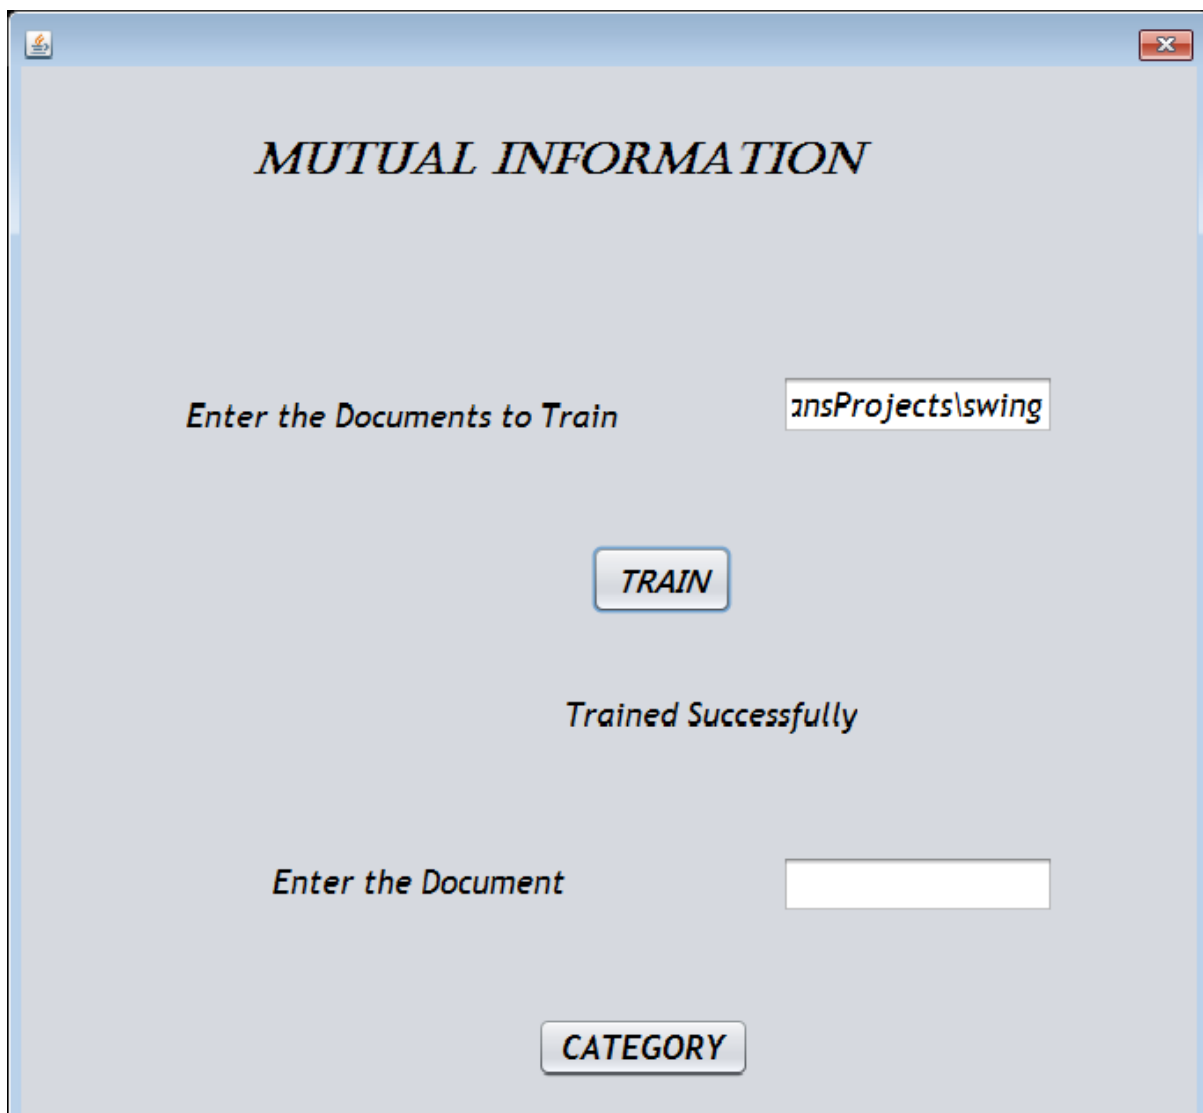 MUTUAL INFORMATION
Enter the Documents to Train
ansProjects\swing
TRAIN
Trained Successfully
Enter the Document
CATEGORY